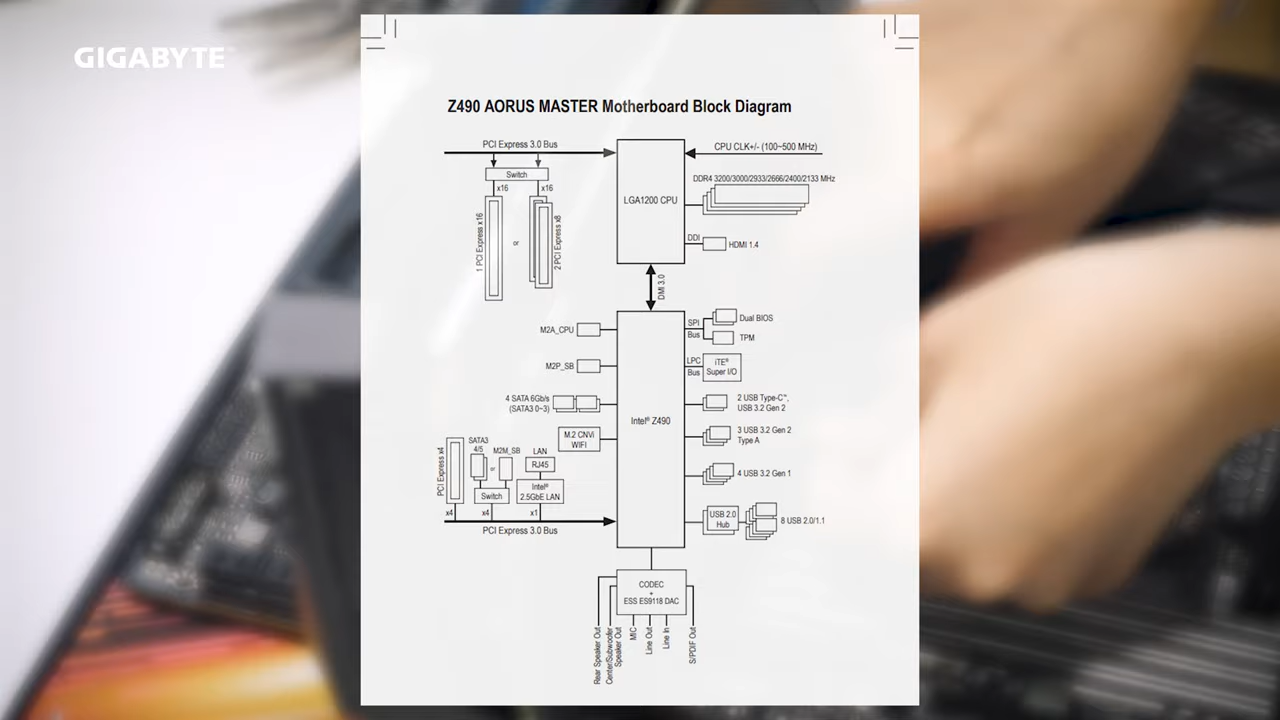 GIGABYTE
Z490 AORUS MASTER Motherboard Block Diagram
PCI Express 3.0 Bus
CPU CLK+/- (100~500 MHz)
Switch
x16
x16
1 PCI Express x16
or
2 PCI Express x8
LGA1200 CPU
DDR4 3200/3000/2933/2666/2400/2133 MHz
DDI
HDMI 1.4
DMI 3.0
M2A_CPU
M2P_SB
4 SATA 6Gb/s
(SATA3 0~3)
M.2 CNVi
WIFI
Intel® Z490
SPI
Bus
Dual BIOS
TPM
LPC
Bus
iTE®
Super I/O
2 USB Type-C™,
USB 3.2 Gen 2
3 USB 3.2 Gen 2
Type A
4 USB 3.2 Gen 1
USB 2.0
Hub
8 USB 2.0/1.1
PCI Express x4
SATA3
4/5
or
M2M_SB
Switch
LAN
RJ45
Intel®
2.5GbE LAN
x4
x4
x1
PCI Express 3.0 Bus
CODEC
+
ESS ES9118 DAC
Rear Speaker Out
Center/Subwoofer
Speaker Out
MIC
Line Out
Line In
S/PDIF Out